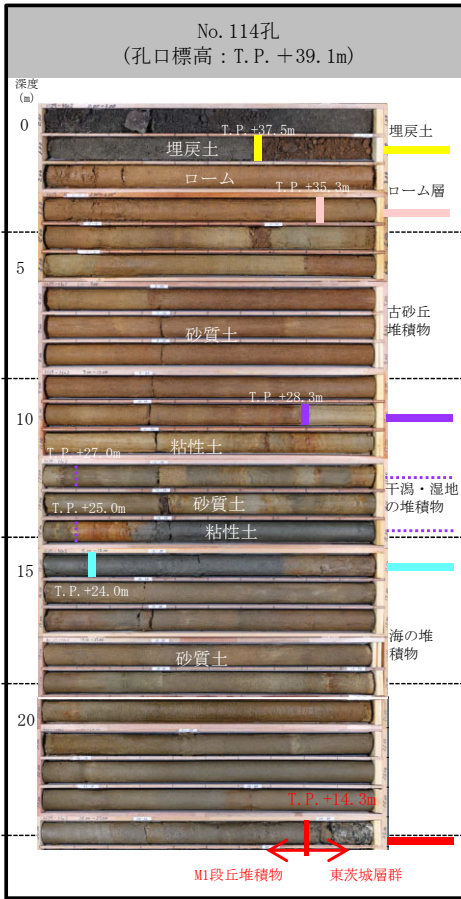 No.114孔
(孔口標高：T.P.＋39.1m)
深度
(m)
0
T.P.+37.5m
埋戻土
埋戻土
ローム
T.P.+35.3m
ローム層
5
古砂丘
堆積物
砂質土
T.P.+28.3m
10
粘性土
T.P.+27.0m
干潟・湿地
の堆積物
砂質土
T.P.+25.0m
粘性土
15
T.P.+24.0m
海の堆
積物
砂質土
20
T.P.+14.3m
M1段丘堆積物
東茨城層群